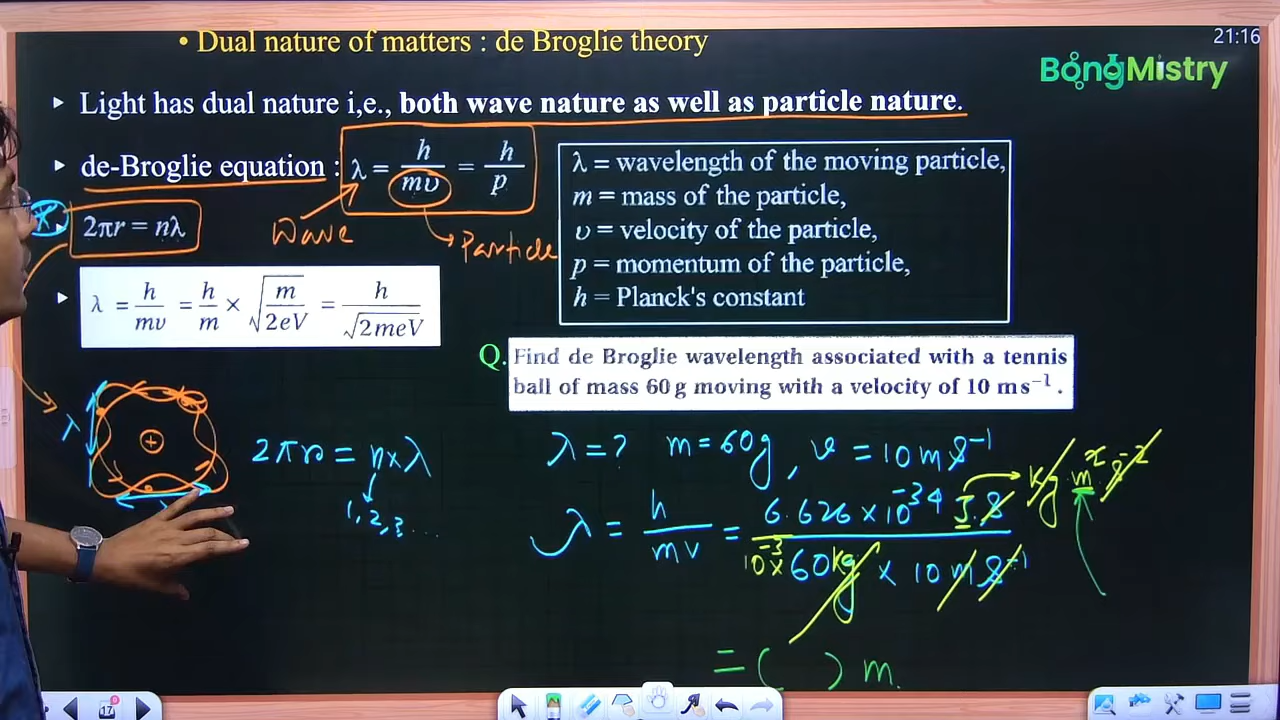 21:16
• Dual nature of matters : de Broglie theory
BongMistry
▸ Light has dual nature i,e., both wave nature as well as particle nature.
▸ de-Broglie equation : λ = h/mυ = h/p
Wave
Particle
2πr = nλ
▸ λ = h/mυ = h/m × √(m/2eV) = h/√(2meV)
λ = wavelength of the moving particle,
m = mass of the particle,
υ = velocity of the particle,
p = momentum of the particle,
h = Planck's constant
Q. Find de Broglie wavelength associated with a tennis
ball of mass 60 g moving with a velocity of 10 ms⁻¹ .
+
λ
2πr = n×λ
1, 2, 3 ...
λ = ? m = 60g, v = 10 m s⁻¹
λ = h/mv = 6.626 × 10⁻³⁴ J.s / 10⁻³ × 60 kg × 10 m s⁻¹
kg m² s⁻²
= ( ) m.
17